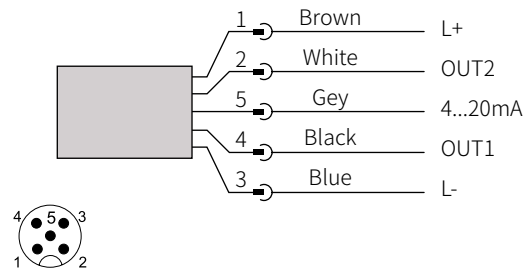 1 Brown L+
2 White OUT2
5 Gey 4...20mA
4 Black OUT1
3 Blue L-
4 5 3
1 2